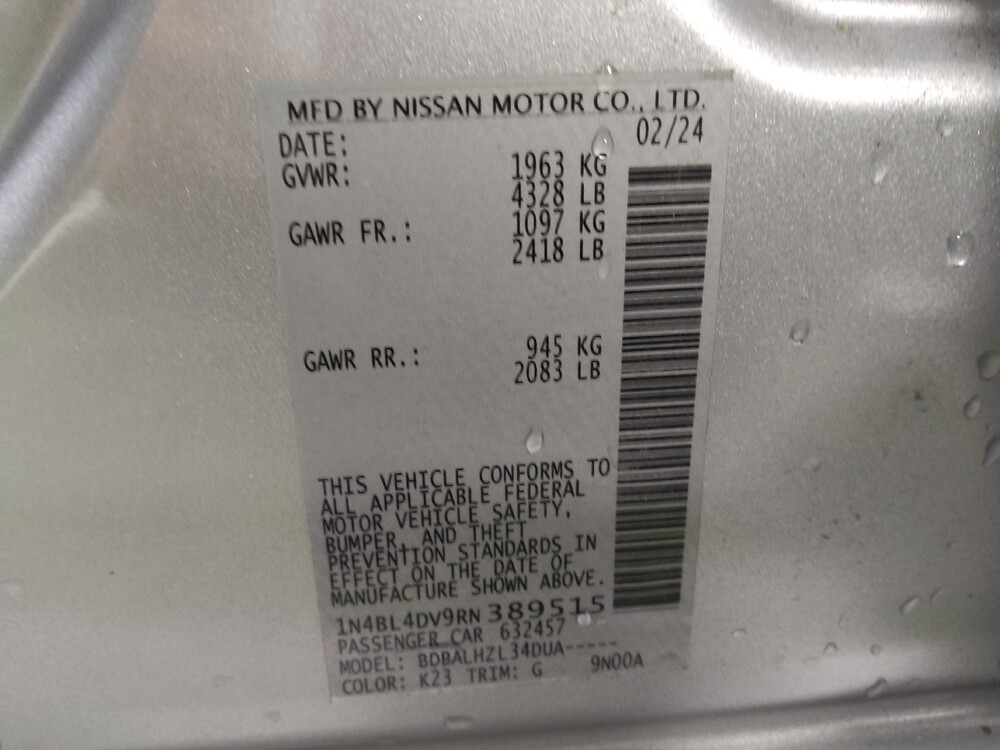 MFD BY NISSAN MOTOR CO., LTD.
DATE: 02/24
GVWR: 1963 KG
4328 LB
GAWR FR.: 1097 KG
2418 LB
GAWR RR.: 945 KG
2083 LB
THIS VEHICLE CONFORMS TO
ALL APPLICABLE FEDERAL
MOTOR VEHICLE SAFETY,
BUMPER, AND THEFT
PREVENTION STANDARDS IN
EFFECT ON THE DATE OF
MANUFACTURE SHOWN ABOVE.
1N4BL4DV9RN 389515
PASSENGER CAR 632457
MODEL: BDBALHZL34DUA-----
COLOR: K23 TRIM: G 9N00A